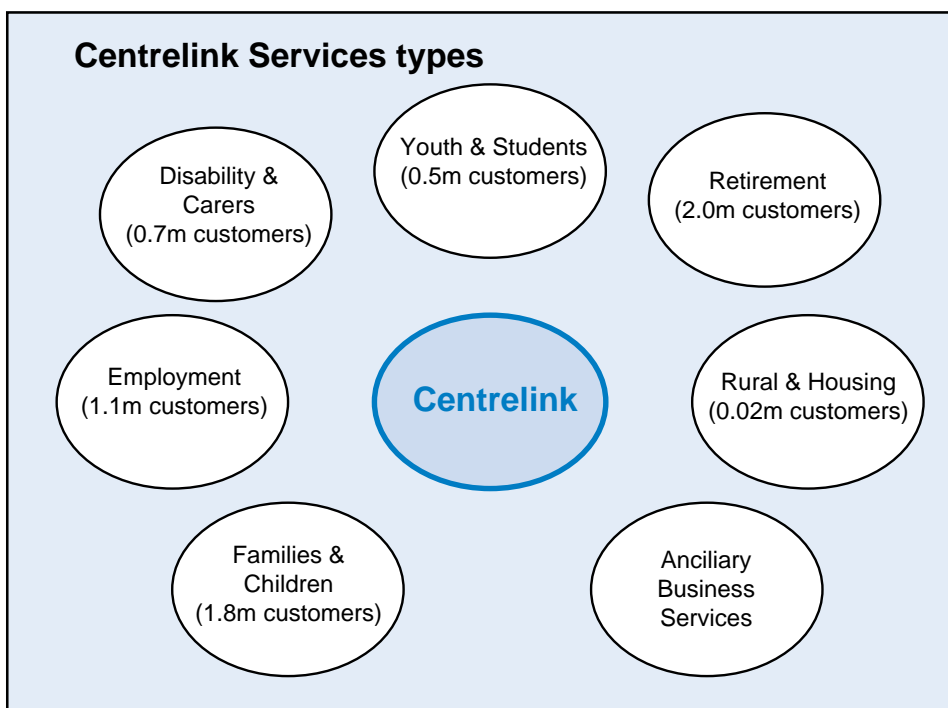 Centrelink Services types
Youth & Students
(0.5m customers)
Disability &
Carers
(0.7m customers)
Retirement
(2.0m customers)
Employment
(1.1m customers)
Centrelink
Rural & Housing
(0.02m customers)
Families &
Children
(1.8m customers)
Anciliary
Business
Services